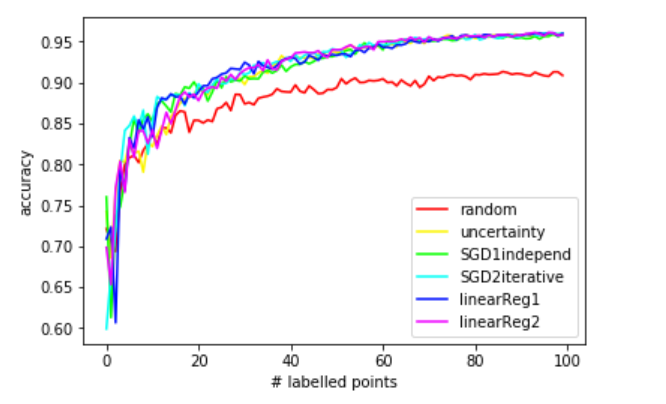 0.95
0.90
0.85
0.80
0.75
0.70
0.65
0.60
accuracy
random
uncertainty
SGD1independ
SGD2iterative
linearReg1
linearReg2
0 20 40 60 80 100
# labelled points